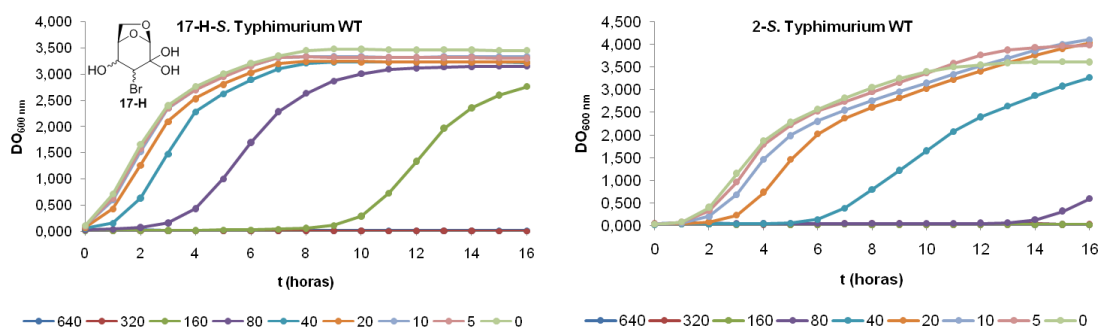 17-H-S. Typhimurium WT
4,000
3,500
3,000
2,500
2,000
1,500
1,000
0,500
0,000
DO600 nm
O
O
OH
HO
OH
Br
17-H
0 2 4 6 8 10 12 14 16
t (horas)
640 320 160 80 40 20 10 5 0
2-S. Typhimurium WT
4,500
4,000
3,500
3,000
2,500
2,000
1,500
1,000
0,500
0,000
DO600 nm
0 2 4 6 8 10 12 14 16
t (horas)
640 320 160 80 40 20 10 5 0